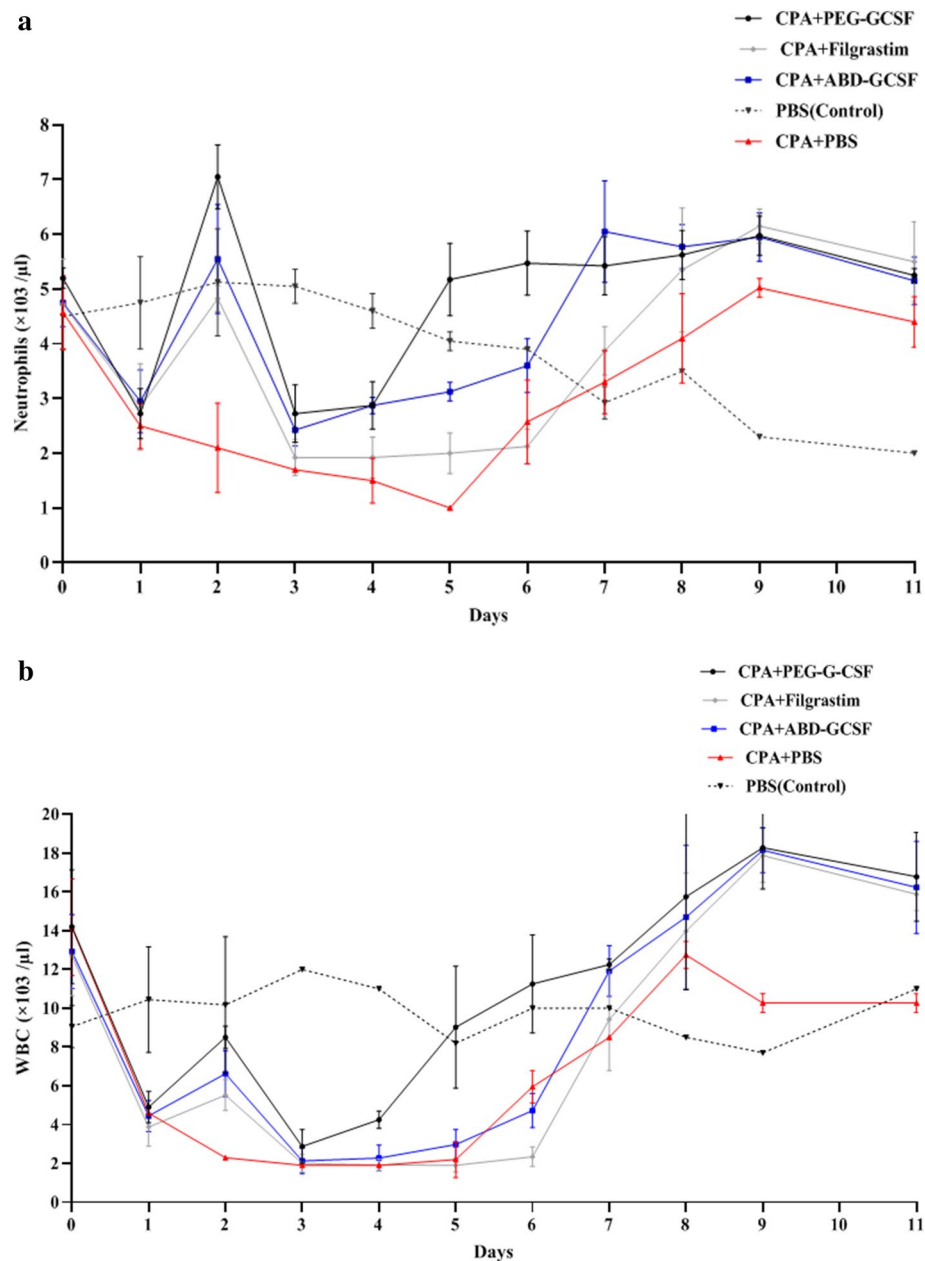 a
CPA+PEG-GCSF
CPA+Filgrastim
CPA+ABD-GCSF
PBS(Control)
CPA+PBS
8
7
6
5
4
3
2
1
0
Neutrophils (×103 /µl)
0 1 2 3 4 5 6 7 8 9 10 11
Days
b
CPA+PEG-G-CSF
CPA+Filgrastim
CPA+ABD-GCSF
CPA+PBS
PBS(Control)
20
18
16
14
12
10
8
6
4
2
0
WBC (×103 /µl)
0 1 2 3 4 5 6 7 8 9 10 11
Days